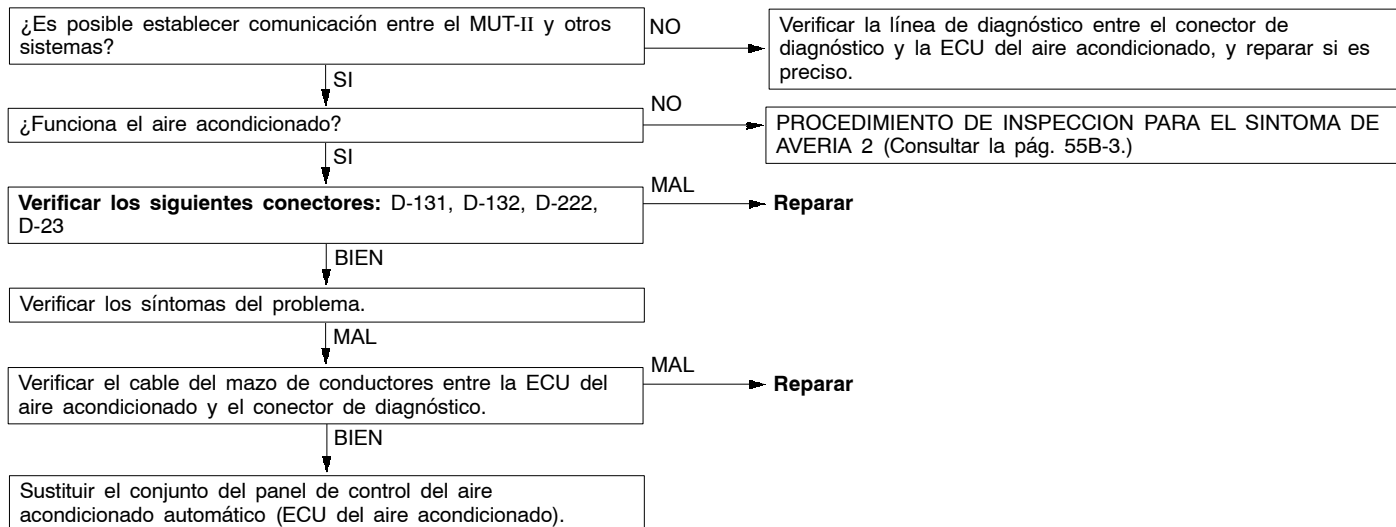 ¿Es posible establecer comunicación entre el MUT-II y otros
sistemas?
NO
Verificar la línea de diagnóstico entre el conector de
diagnóstico y la ECU del aire acondicionado, y reparar si es
preciso.
SI
¿Funciona el aire acondicionado?
NO
PROCEDIMIENTO DE INSPECCION PARA EL SINTOMA DE
AVERIA 2 (Consultar la pág. 55B-3.)
SI
Verificar los siguientes conectores: D-131, D-132, D-222,
D-23
MAL
Reparar
BIEN
Verificar los síntomas del problema.
MAL
Verificar el cable del mazo de conductores entre la ECU del
aire acondicionado y el conector de diagnóstico.
MAL
Reparar
BIEN
Sustituir el conjunto del panel de control del aire
acondicionado automático (ECU del aire acondicionado).